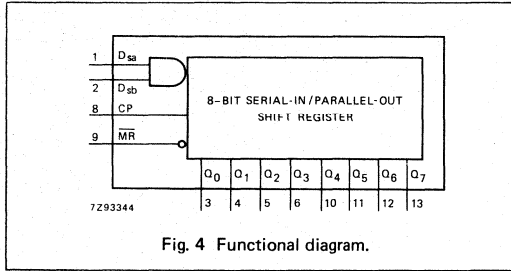 1 Dsa
2 Dsb
8 CP
9 MR
8-BIT SERIAL-IN/PARALLEL-OUT
SHIFT REGISTER
Q0 Q1 Q2 Q3 Q4 Q5 Q6 Q7
3 4 5 6 10 11 12 13
7Z93344
Fig. 4 Functional diagram.